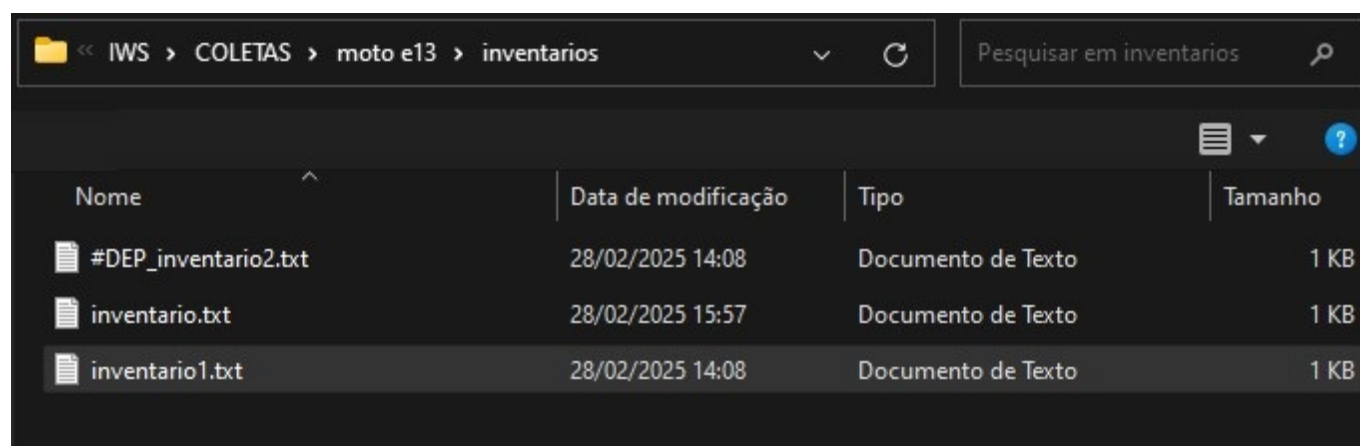 « IWS > COLETAS > moto e13 > inventarios Pesquisar em inventarios
?
Nome Data de modificação Tipo Tamanho
#DEP_inventario2.txt 28/02/2025 14:08 Documento de Texto 1 KB
inventario.txt 28/02/2025 15:57 Documento de Texto 1 KB
inventario1.txt 28/02/2025 14:08 Documento de Texto 1 KB